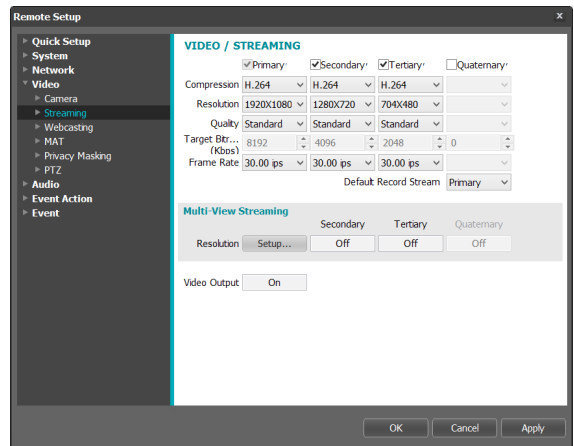 Remote Setup x
Quick Setup
System
Network
Video
Camera
Streaming
Webcasting
MAT
Privacy Masking
PTZ
Audio
Event Action
Event
VIDEO / STREAMING
Primary Secondary Tertiary Quaternary
Compression H.264 H.264 H.264
Resolution 1920X1080 1280X720 704X480
Quality Standard Standard Standard
Target Bitr... 8192 4096 2048 0
(Kbps)
Frame Rate 30.00 ips 30.00 ips 30.00 ips
Default Record Stream Primary
Multi-View Streaming
Secondary Tertiary Quaternary
Resolution Setup... Off Off Off
Video Output On
OK Cancel Apply